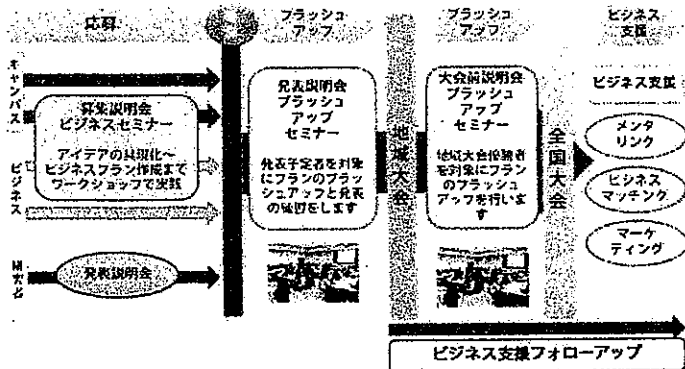 応募
ブラッシュ
アップ
ブラッシュ
アップ
ビジネス
支援
キャンパス
募集説明会
ビジネスセミナー
アイデアの具現化～
ビジネスプラン作成まで
ワークショップで実践
ビジネス
発表説明会
発表説明会
ブラッシュ
アップ
セミナー
発表予定者を対象
にプランのブラッ
シュアップと発表
の練習をします
地域大会
大会前説明会
ブラッシュ
アップ
セミナー
地域大会優勝者
を対象にプラン
のブラッシュ
アップを行いま
す
全国大会
ビジネス支援
メンタ
リンク
ビジネス
マッチング
マーケ
ティング
ビジネス支援フォローアップ